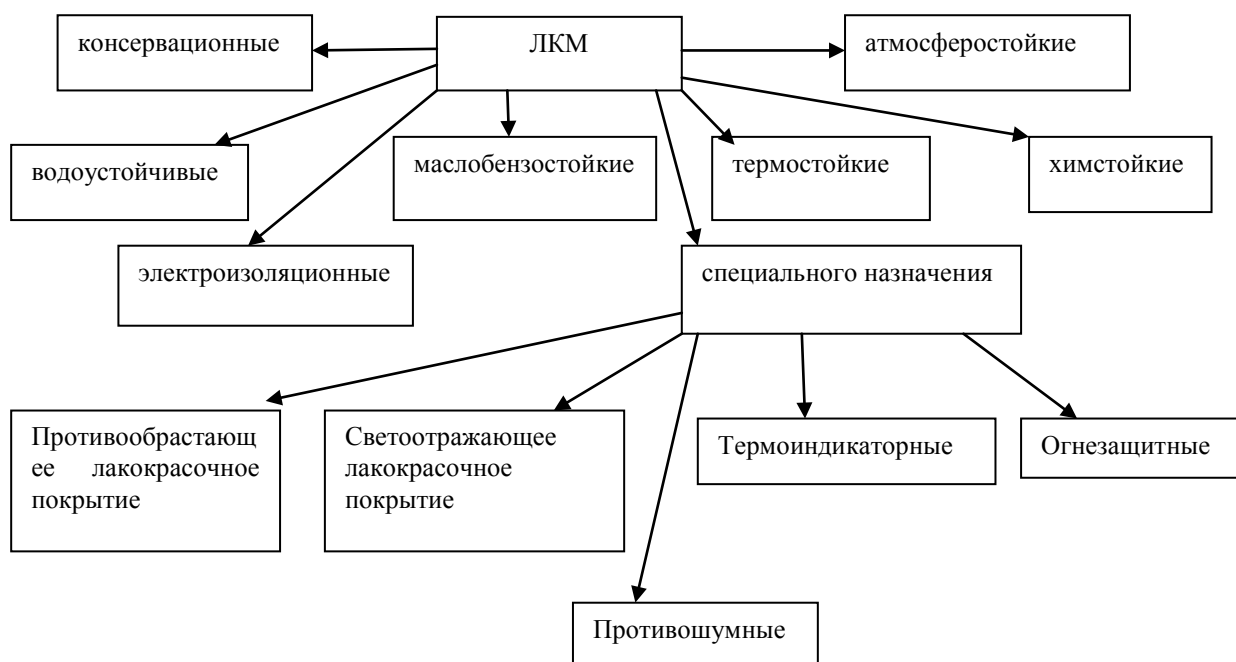 консервационные
ЛКМ
атмосферостойкие
водоустойчивые
маслобензостойкие
термостойкие
химстойкие
электроизоляционные
специального назначения
Противообрастающ
ее лакокрасочное
покрытие
Светоотражающее
лакокрасочное
покрытие
Термоиндикаторные
Огнезащитные
Противошумные